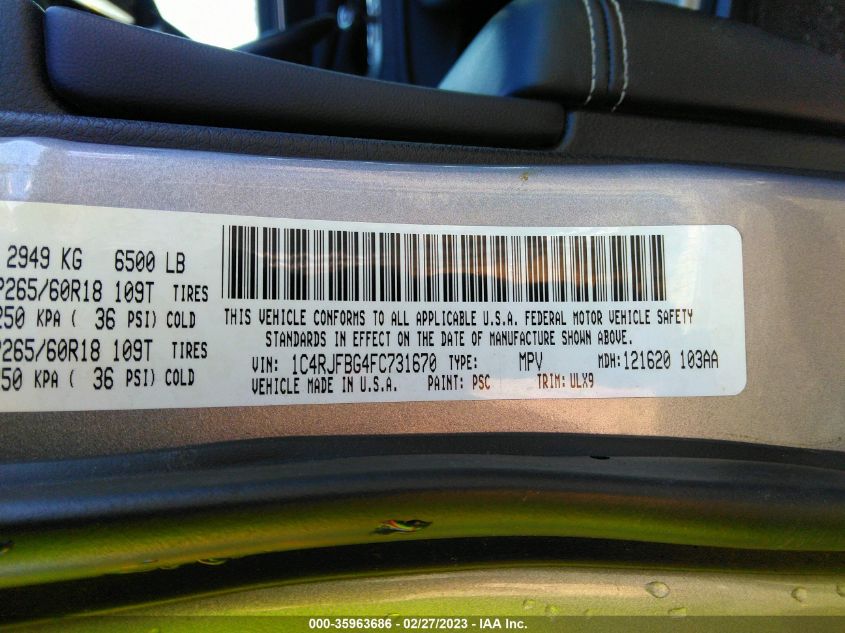 2949 KG 6500 LB
P265/60R18 109T TIRES
250 KPA ( 36 PSI) COLD
P265/60R18 109T TIRES
250 KPA ( 36 PSI) COLD
THIS VEHICLE CONFORMS TO ALL APPLICABLE U.S.A. FEDERAL MOTOR VEHICLE SAFETY
STANDARDS IN EFFECT ON THE DATE OF MANUFACTURE SHOWN ABOVE.
VIN: 1C4RJFBG4FC731670 TYPE: MPV MDH: 121620 103AA
VEHICLE MADE IN U.S.A. PAINT: PSC TRIM: ULX9
000-35963686 - 02/27/2023 - IAA Inc.